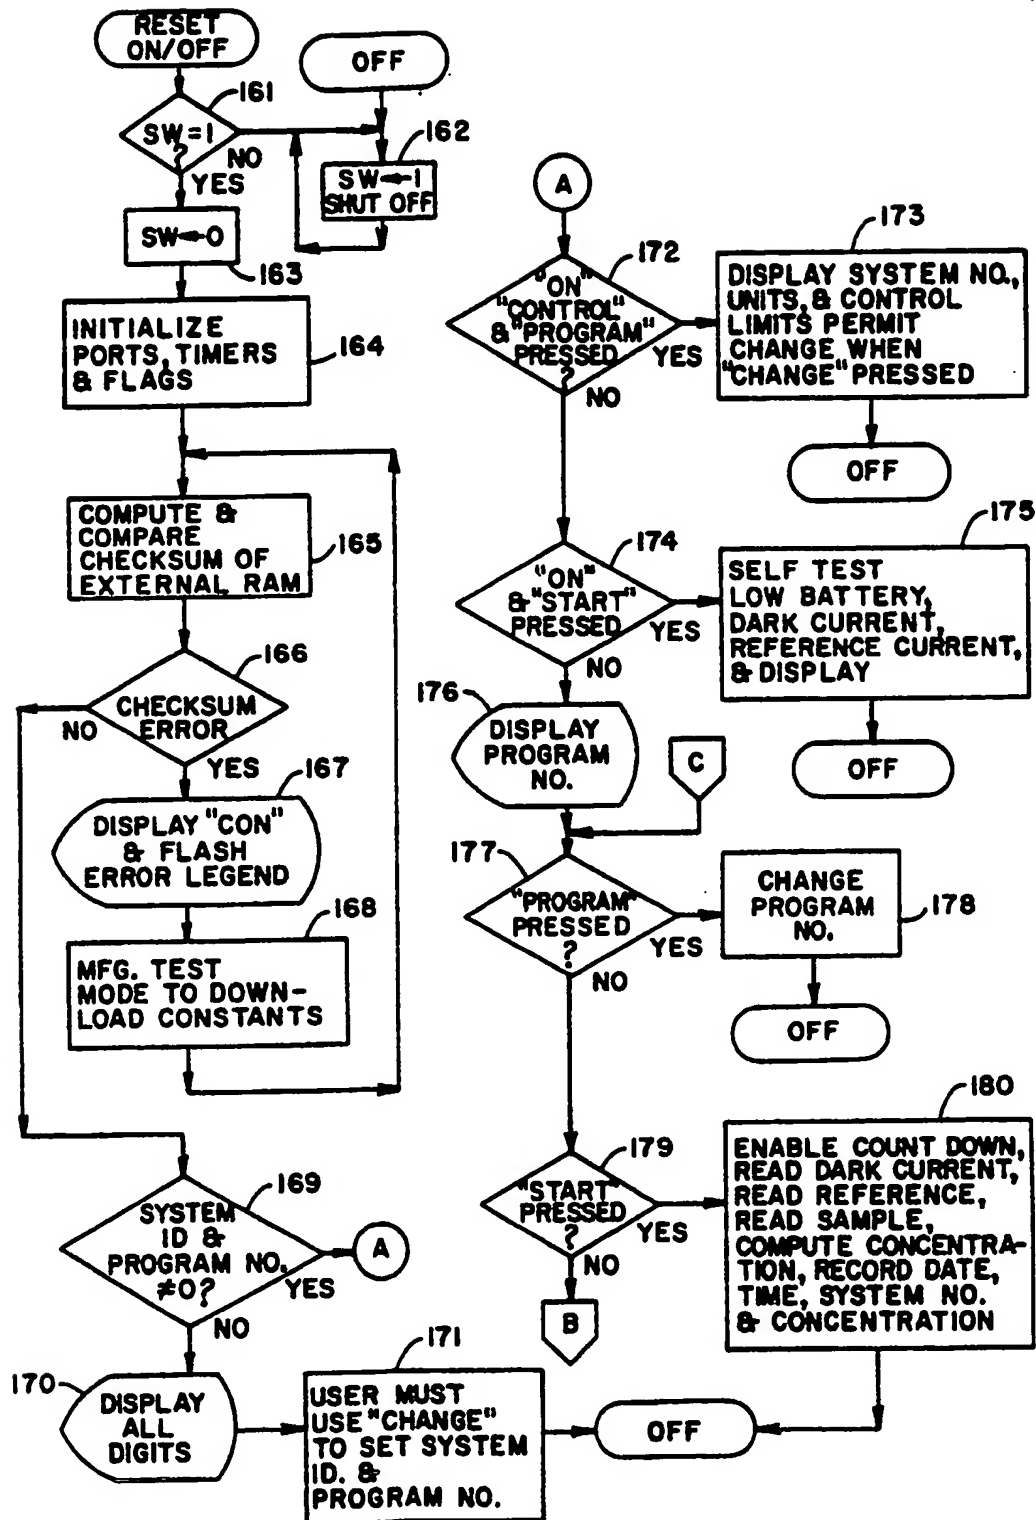 RESET
ON/OFF
OFF
161
SW=1
?
NO
YES
162
SW←1
SHUT OFF
SW←0
163
INITIALIZE
PORTS, TIMERS
& FLAGS
164
COMPUTE &
COMPARE
CHECKSUM OF
EXTERNAL RAM
165
166
CHECKSUM
ERROR
NO
YES
167
DISPLAY "CON"
& FLASH
ERROR LEGEND
168
MFG. TEST
MODE TO DOWN-
LOAD CONSTANTS
169
SYSTEM
ID &
PROGRAM NO.
≠0?
YES
A
NO
170
DISPLAY
ALL
DIGITS
171
USER MUST
USE "CHANGE"
TO SET SYSTEM
ID. &
PROGRAM NO.
OFF
A
172
"ON"
"CONTROL"
& "PROGRAM"
PRESSED
?
YES
NO
173
DISPLAY SYSTEM NO.,
UNITS, & CONTROL
LIMITS PERMIT
CHANGE WHEN
"CHANGE" PRESSED
OFF
174
"ON"
& "START"
PRESSED
YES
NO
175
SELF TEST
LOW BATTERY,
DARK CURRENT,
REFERENCE CURRENT,
& DISPLAY
OFF
176
DISPLAY
PROGRAM
NO.
C
177
"PROGRAM"
PRESSED
?
YES
NO
CHANGE
PROGRAM
NO.
178
OFF
179
"START"
PRESSED
?
YES
NO
B
180
ENABLE COUNT DOWN,
READ DARK CURRENT,
READ REFERENCE,
READ SAMPLE,
COMPUTE CONCENTRA-
TION, RECORD DATE,
TIME, SYSTEM NO.
& CONCENTRATION